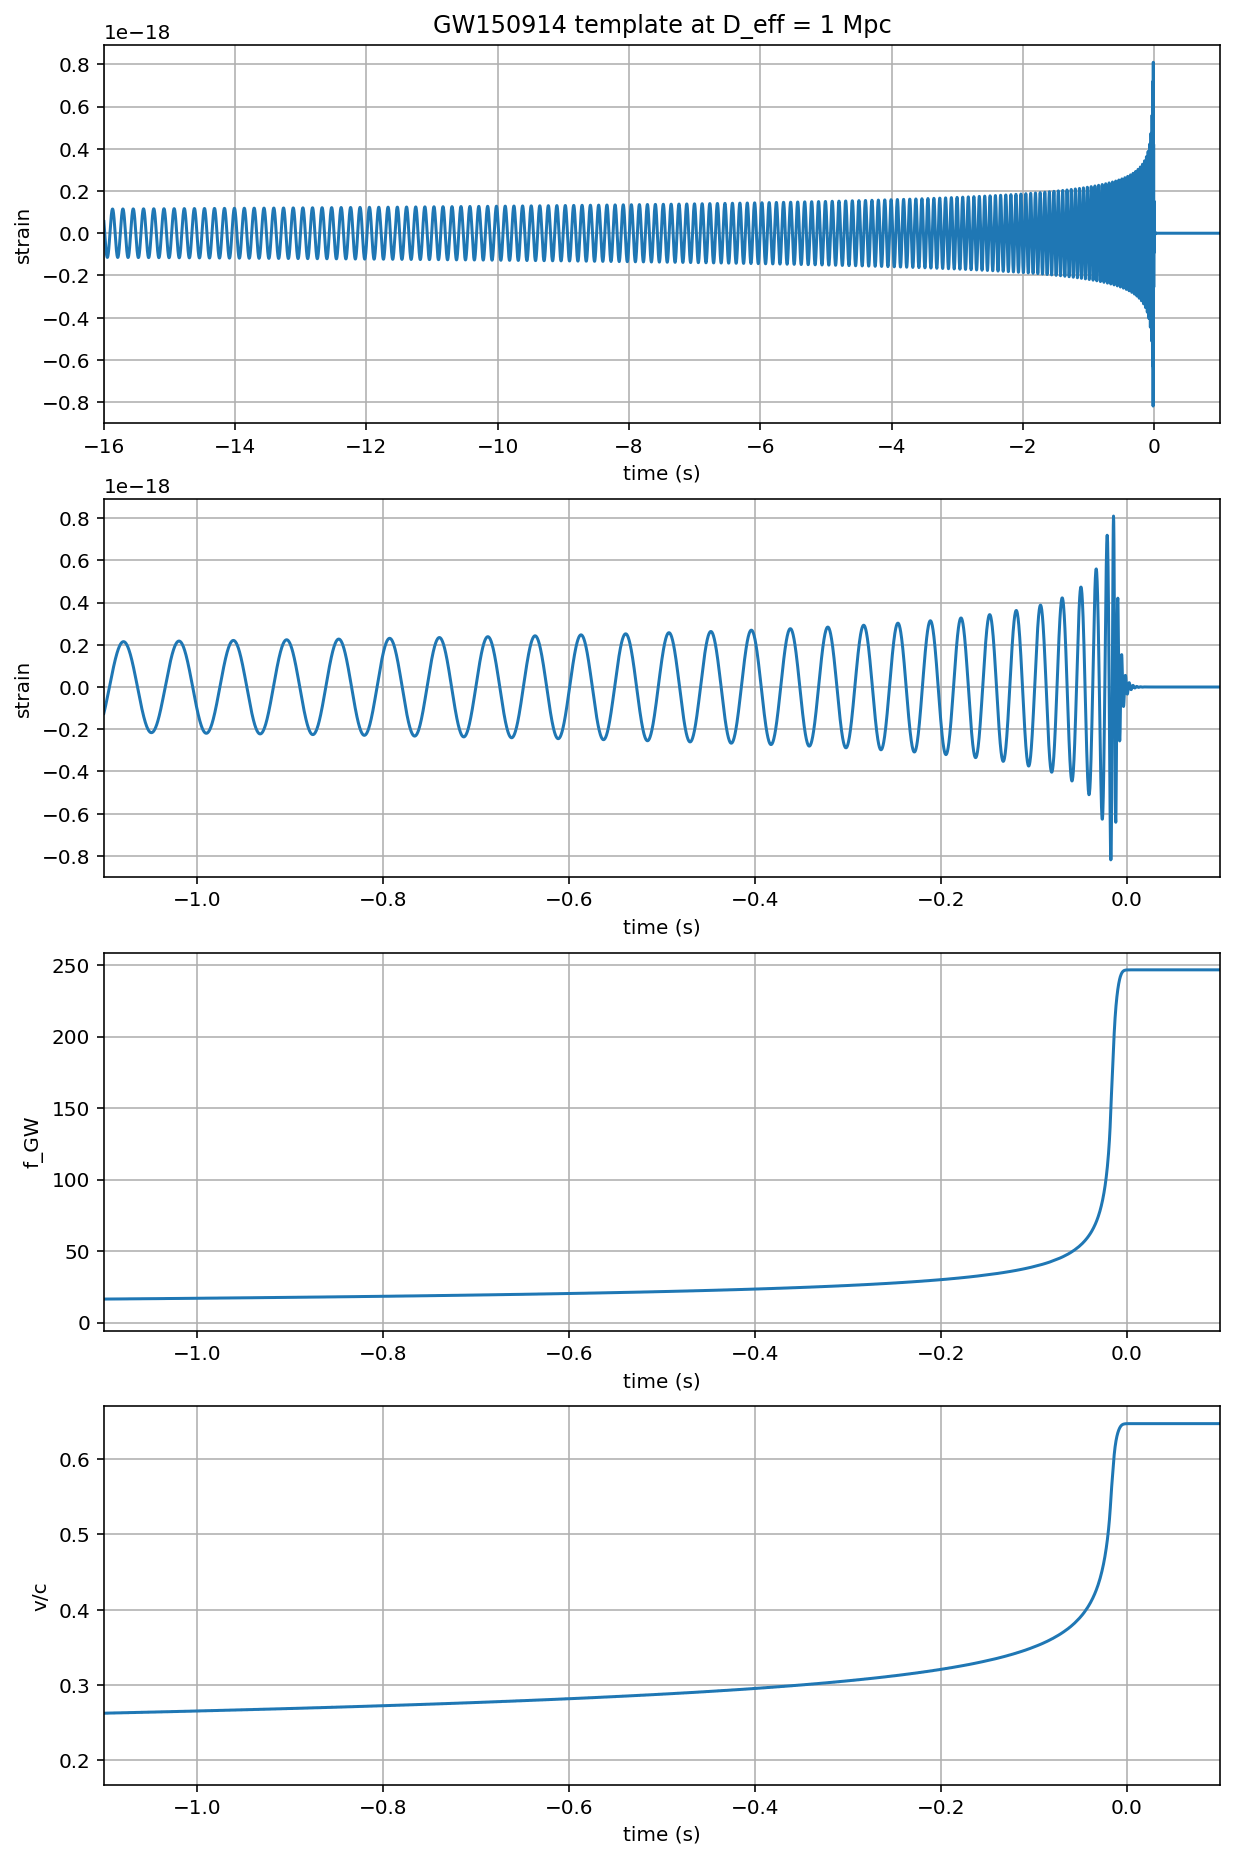 GW150914 template at D_eff = 1 Mpc
1e−18
0.8
0.6
0.4
0.2
0.0
−0.2
−0.4
−0.6
−0.8
strain
−16 −14 −12 −10 −8 −6 −4 −2 0
time (s)
1e−18
0.8
0.6
0.4
0.2
0.0
−0.2
−0.4
−0.6
−0.8
strain
−1.0 −0.8 −0.6 −0.4 −0.2 0.0
time (s)
250
200
150
100
50
0
f_GW
−1.0 −0.8 −0.6 −0.4 −0.2 0.0
time (s)
0.6
0.5
0.4
0.3
0.2
v/c
−1.0 −0.8 −0.6 −0.4 −0.2 0.0
time (s)